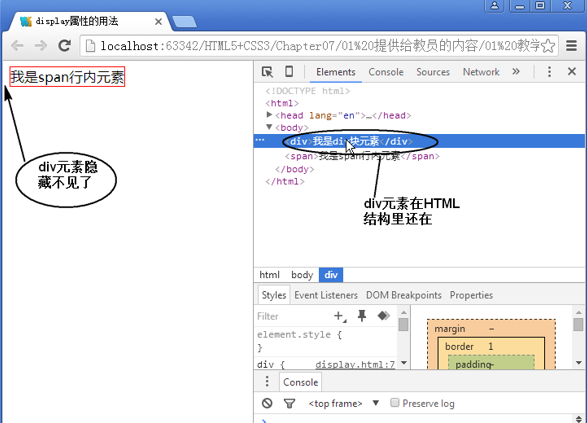 display属性的用法
localhost:63342/HTML5+CSS3/Chapter07/01%20提供给教员的内容/01%20教学
我是span行内元素
div元素隐
藏不见了
Elements Console Sources Network »
<!DOCTYPE html>
<html>
<head lang="en">…</head>
<body>
<div>我是div块元素</div>
<span>我是span行内元素</span>
</body>
</html>
div元素在HTML
结构里还在
html body div
Styles Event Listeners DOM Breakpoints Properties
Filter
element.style {
}
div { display.html:7
margin –
border 1
padding–
Console
<top frame> Preserve log